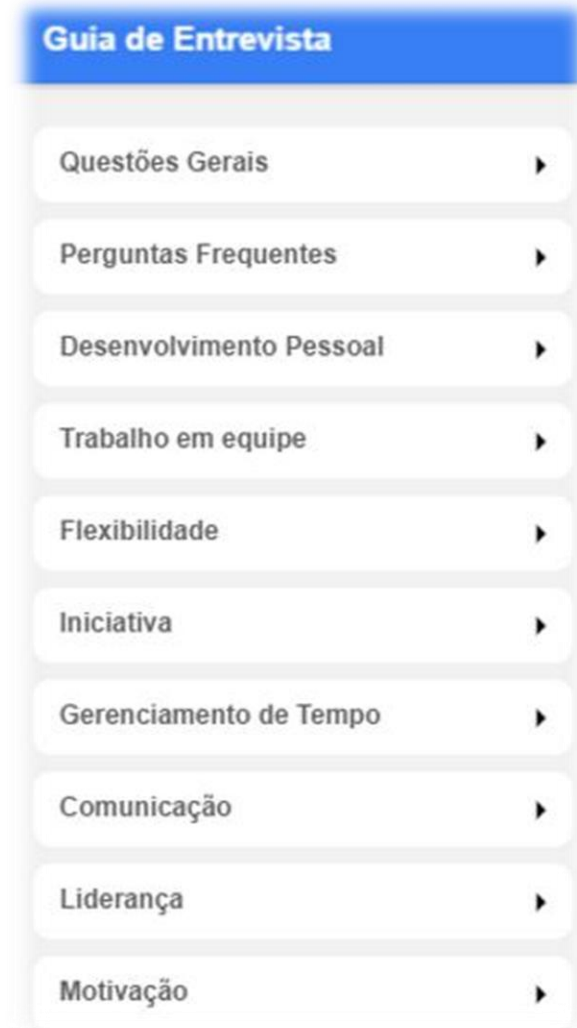 Guia de Entrevista
Questões Gerais
Perguntas Frequentes
Desenvolvimento Pessoal
Trabalho em equipe
Flexibilidade
Iniciativa
Gerenciamento de Tempo
Comunicação
Liderança
Motivação